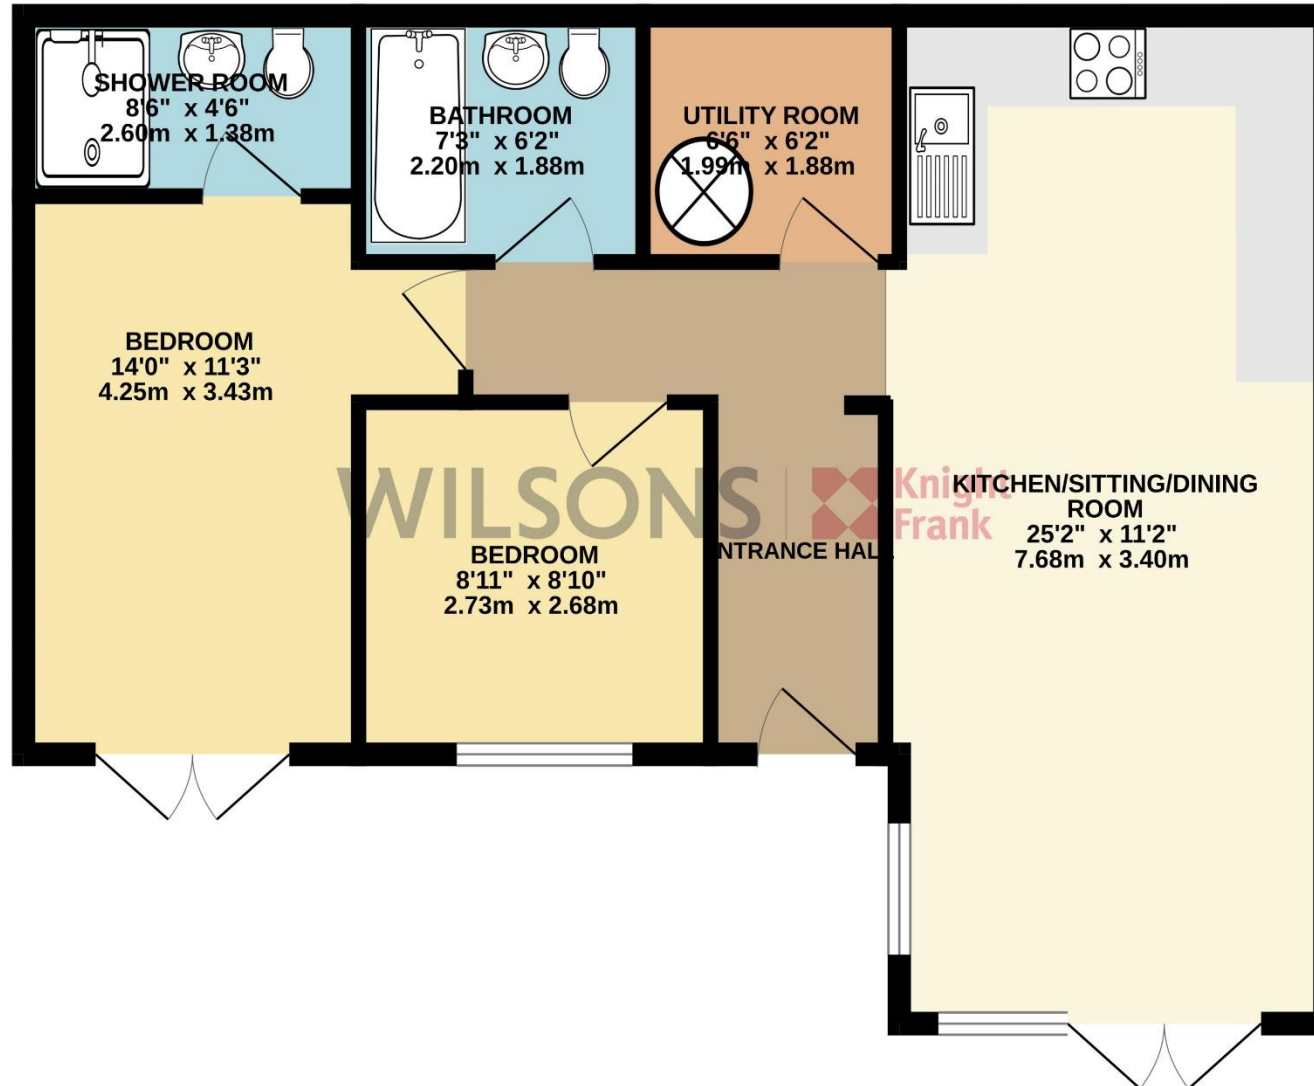 SHOWER ROOM
8'6" x 4'6"
2.60m x 1.38m
BATHROOM
7'3" x 6'2"
2.20m x 1.88m
UTILITY ROOM
6'6" x 6'2"
1.99m x 1.88m
BEDROOM
14'0" x 11'3"
4.25m x 3.43m
WILSONS
Knight
Frank
KITCHEN/SITTING/DINING
ROOM
25'2" x 11'2"
7.68m x 3.40m
BEDROOM
8'11" x 8'10"
2.73m x 2.68m
NTRANCE HAL